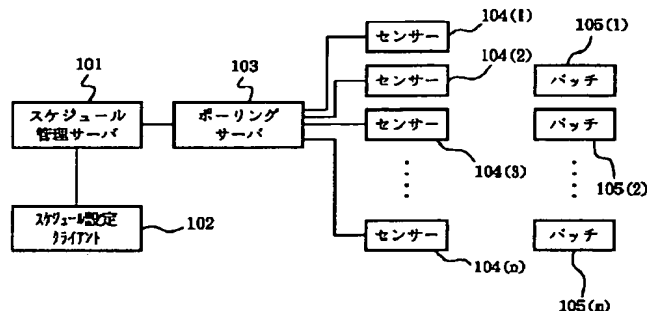 104(1)
センサー
104(2)
センサー
105(1)
バッチ
101
103
スケジュール
管理サーバ
ポーリング
サーバ
センサー
バッチ
104(3)
105(2)
スケジュール設定
クライアント
102
センサー
バッチ
104(n)
105(m)